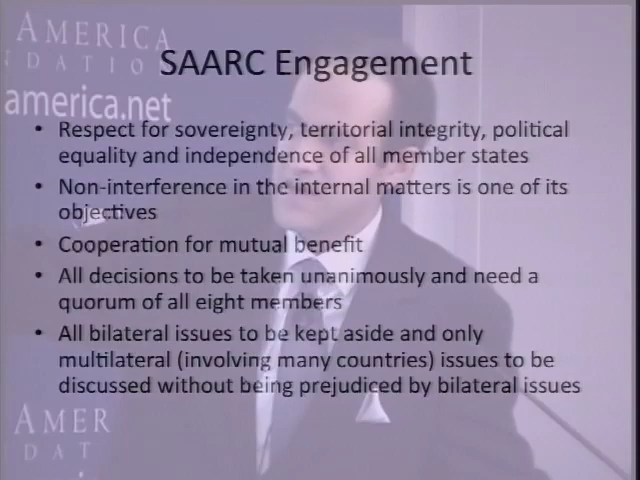 AMERICA
NDATIO
america.net
SAARC Engagement
• Respect for sovereignty, territorial integrity, political
equality and independence of all member states
• Non-interference in the internal matters is one of its
objectives
• Cooperation for mutual benefit
• All decisions to be taken unanimously and need a
quorum of all eight members
• All bilateral issues to be kept aside and only
multilateral (involving many countries) issues to be
discussed without being prejudiced by bilateral issues
AMER
NDAT